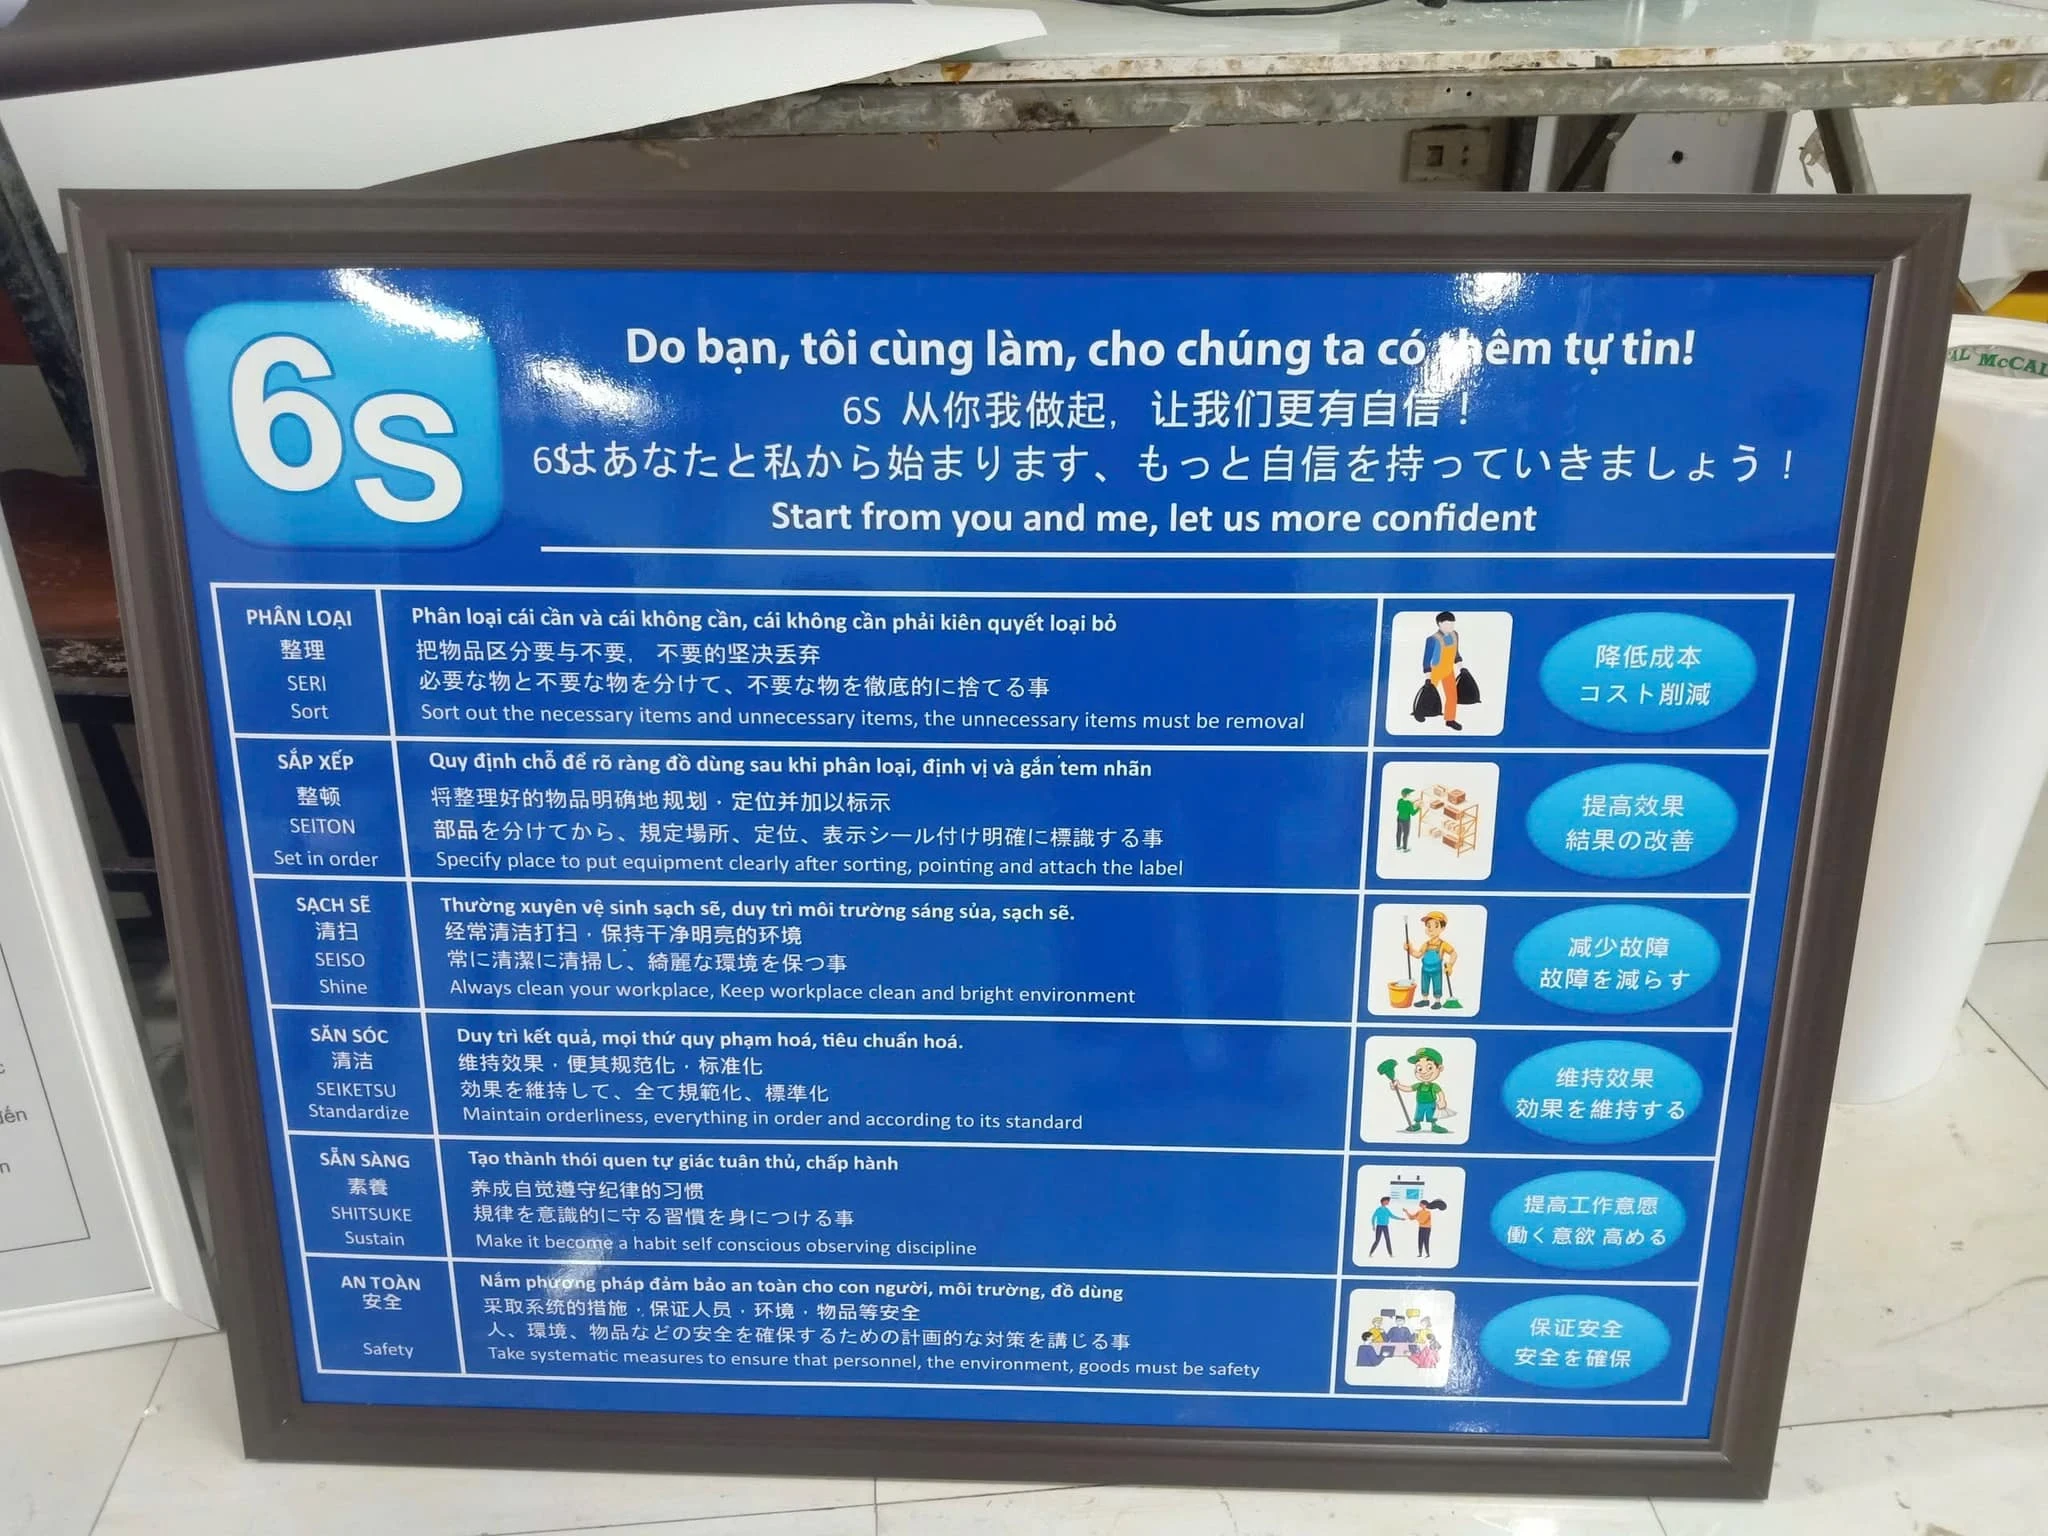 6S
Do bạn, tôi cùng làm, cho chúng ta có thêm tự tin!
6S 从你我做起, 让我们更有自信!
6Sはあなたと私から始まります、もっと自信を持っていきましょう!
Start from you and me, let us more confident
PHÂN LOẠI
整理
SERI
Sort
Phân loại cái cần và cái không cần, cái không cần phải kiên quyết loại bỏ
把物品区分要与不要, 不要的坚决丢弃
必要な物と不要な物を分けて、不要な物を徹底的に捨てる事
Sort out the necessary items and unnecessary items, the unnecessary items must be removal
降低成本
コスト削減
SẮP XẾP
整顿
SEITON
Set in order
Quy định chỗ để rõ ràng đồ dùng sau khi phân loại, định vị và gắn tem nhãn
将整理好的物品明确地规划·定位并加以标示
部品を分けてから、規定場所、定位、表示シール付け明確に標識する事
Specify place to put equipment clearly after sorting, pointing and attach the label
提高效果
結果の改善
SẠCH SẼ
清扫
SEISO
Shine
Thường xuyên vệ sinh sạch sẽ, duy trì môi trường sáng sủa, sạch sẽ.
经常清洁打扫·保持干净明亮的环境
常に清潔に清掃し、綺麗な環境を保つ事
Always clean your workplace, Keep workplace clean and bright environment
减少故障
故障を減らす
SĂN SÓC
清洁
SEIKETSU
Standardize
Duy trì kết quả, mọi thứ quy phạm hoá, tiêu chuẩn hoá.
维持效果·便其规范化·标准化
効果を維持して、全て規範化、標準化
Maintain orderliness, everything in order and according to its standard
维持效果
効果を維持する
SẴN SÀNG
素養
SHITSUKE
Sustain
Tạo thành thói quen tự giác tuân thủ, chấp hành
养成自觉遵守纪律的习惯
規律を意識的に守る習慣を身につける事
Make it become a habit self conscious observing discipline
提高工作意愿
働く意欲 高める
AN TOÀN
安全
Safety
Nắm phương pháp đảm bảo an toàn cho con người, môi trường, đồ dùng
采取系统的措施·保证人员·环境·物品等安全
人、環境、物品などの安全を確保するための計画的な対策を講じる事
Take systematic measures to ensure that personnel, the environment, goods must be safety
保证安全
安全を確保